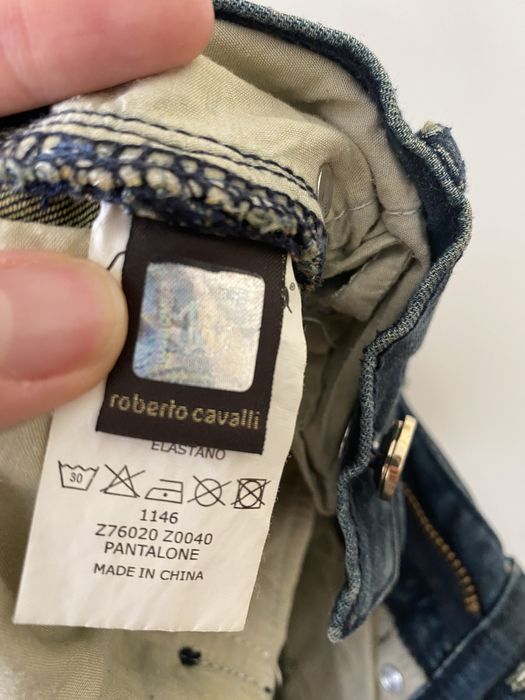 roberto cavalli
ELASTANO
30
1146
Z76020 Z0040
PANTALONE
MADE IN CHINA